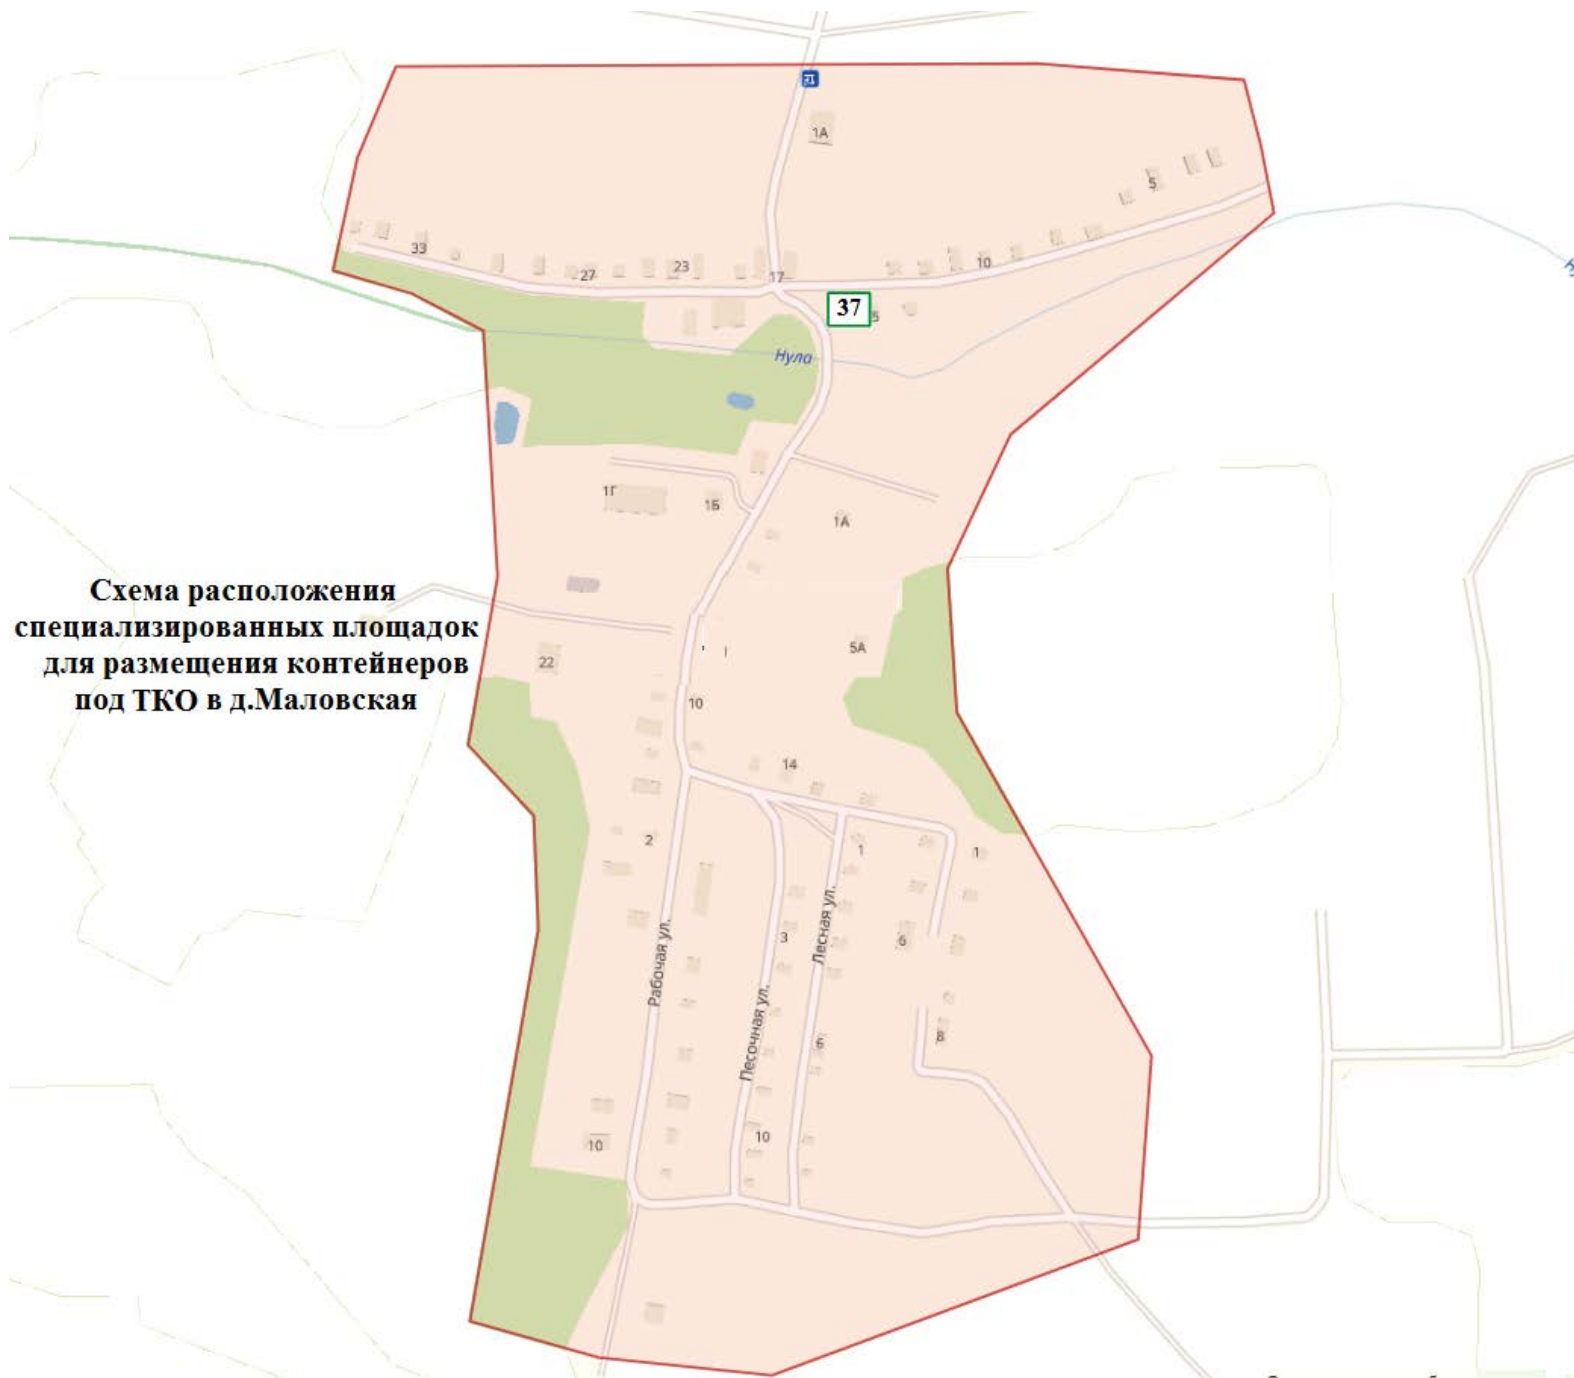 1А
5
33
27
23
17
10
37
5
Нула
1Г
1Б
1А
Схема расположения
специализированных площадок
для размещения контейнеров
под ТКО в д.Маловская
22
5А
10
14
2
1
1
Рабочая ул.
3
Лесная ул.
6
Песочная ул.
6
8
10
10